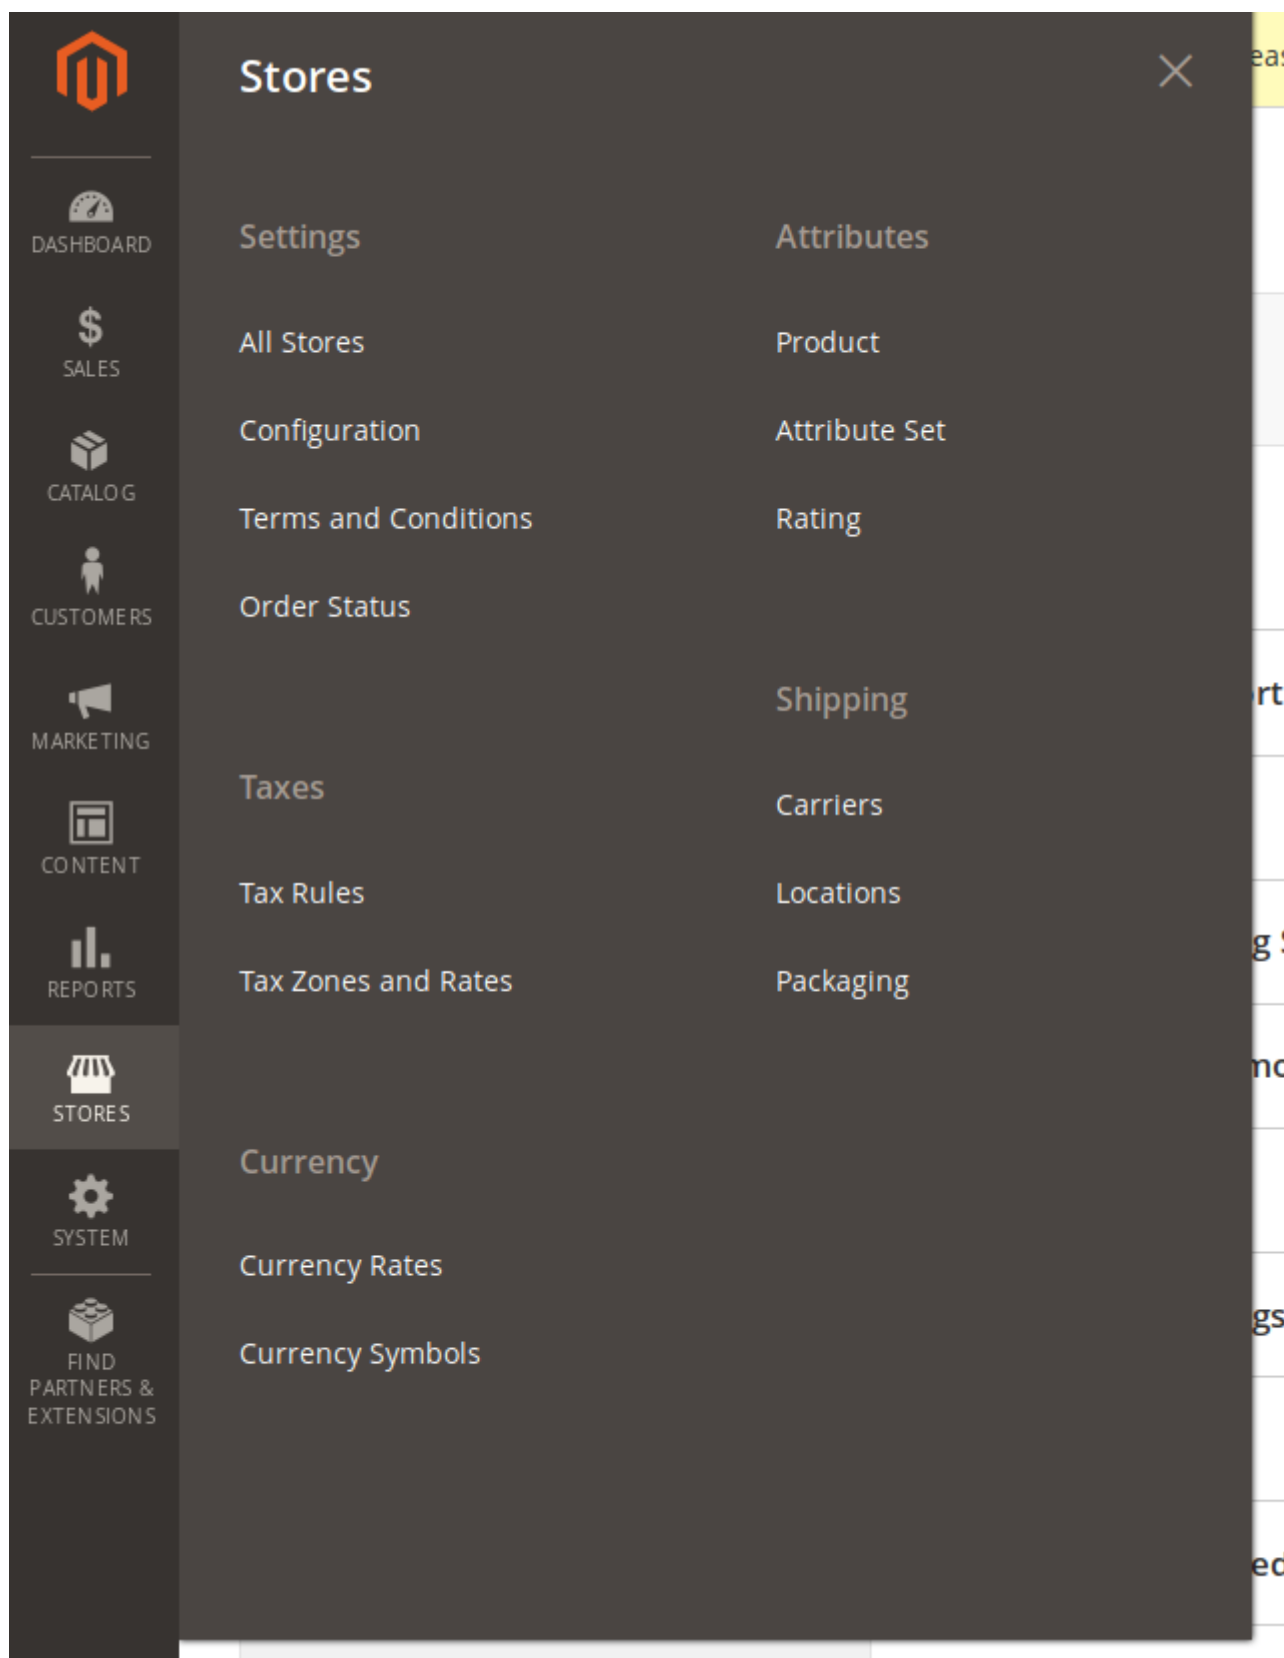 DASHBOARD
SALES
CATALOG
CUSTOMERS
MARKETING
CONTENT
REPORTS
STORES
SYSTEM
FIND
PARTNERS &
EXTENSIONS
Stores
Settings
All Stores
Configuration
Terms and Conditions
Order Status
Taxes
Tax Rules
Tax Zones and Rates
Currency
Currency Rates
Currency Symbols
Attributes
Product
Attribute Set
Rating
Shipping
Carriers
Locations
Packaging